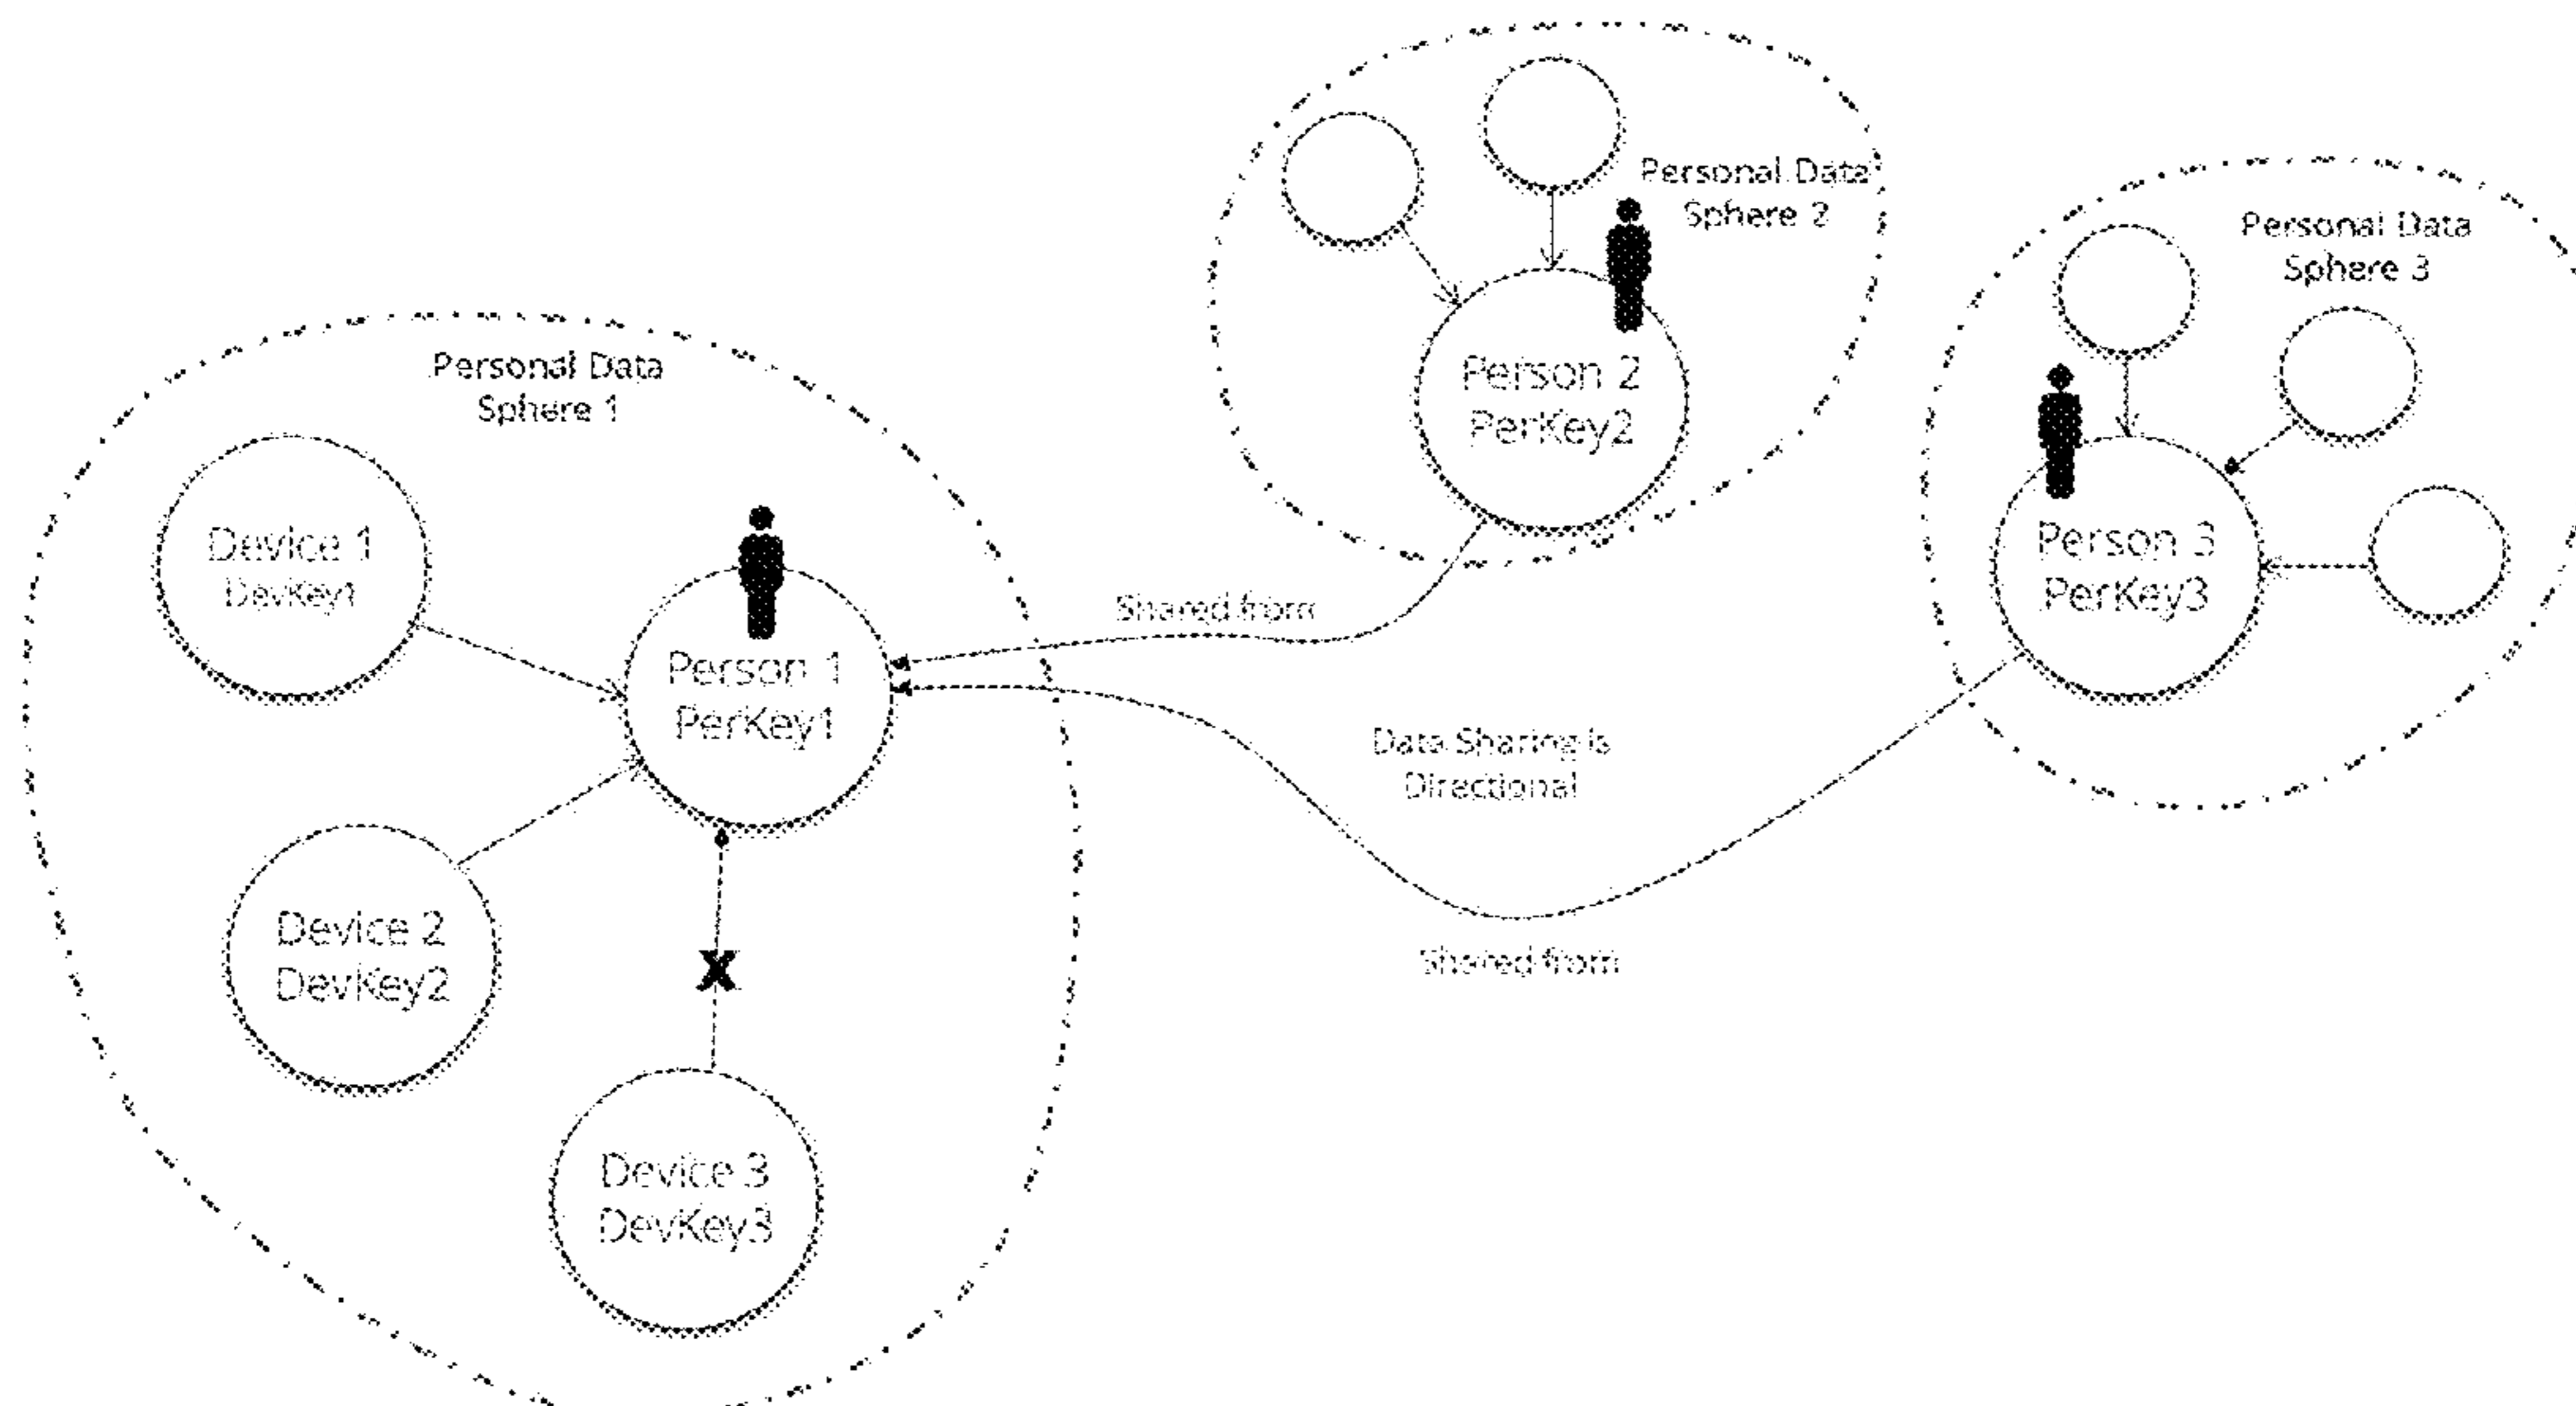 Personal Data
Sphere 1
Device 1
DevKey1
Person 1
PerKey1
Device 2
DevKey2
X
Device 3
DevKey3
Personal Data
Sphere 2
Person 2
PerKey2
Personal Data
Sphere 3
Person 3
PerKey3
Shared from
Data Sharing is
Directional
Shared from